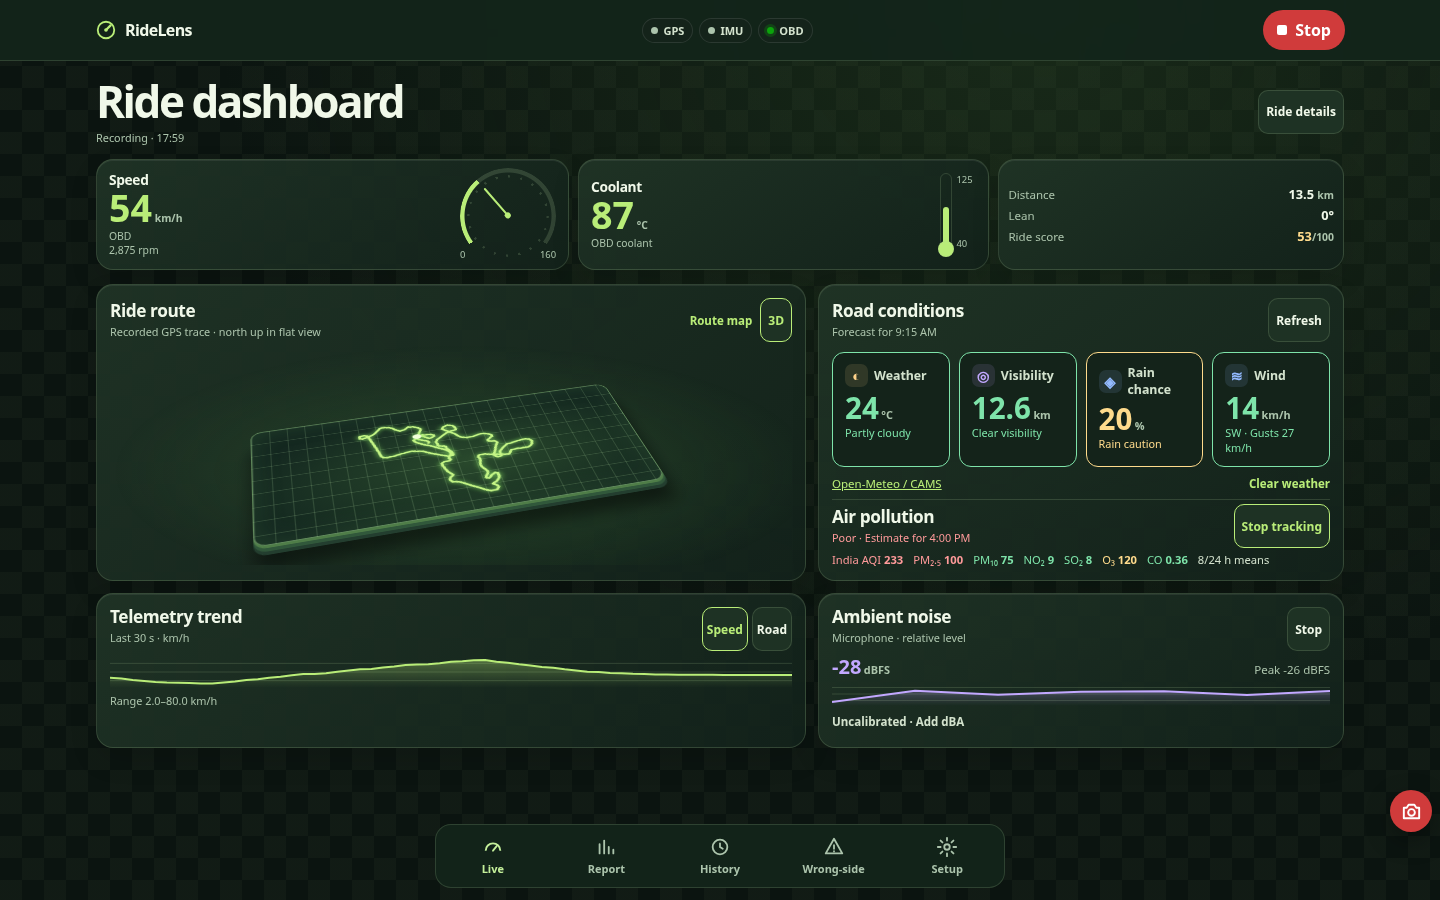 RideLens
GPS
IMU
OBD
Stop
Ride dashboard
Recording · 17:59
Ride details
Speed
54 km/h
OBD
2,875 rpm
0
160
Coolant
87 °C
OBD coolant
125
40
Distance 13.5 km
Lean 0°
Ride score 53/100
Ride route
Recorded GPS trace · north up in flat view
Route map
3D
Road conditions
Forecast for 9:15 AM
Refresh
Weather
24 °C
Partly cloudy
Visibility
12.6 km
Clear visibility
Rain
chance
20 %
Rain caution
Wind
14 km/h
SW · Gusts 27
km/h
Open-Meteo / CAMS
Clear weather
Air pollution
Poor · Estimate for 4:00 PM
Stop tracking
India AQI 233 PM₂.₅ 100 PM₁₀ 75 NO₂ 9 SO₂ 8 O₃ 120 CO 0.36 8/24 h means
Telemetry trend
Last 30 s · km/h
Speed
Road
Range 2.0–80.0 km/h
Ambient noise
Microphone · relative level
Stop
-28 dBFS
Peak -26 dBFS
Uncalibrated · Add dBA
Live
Report
History
Wrong-side
Setup